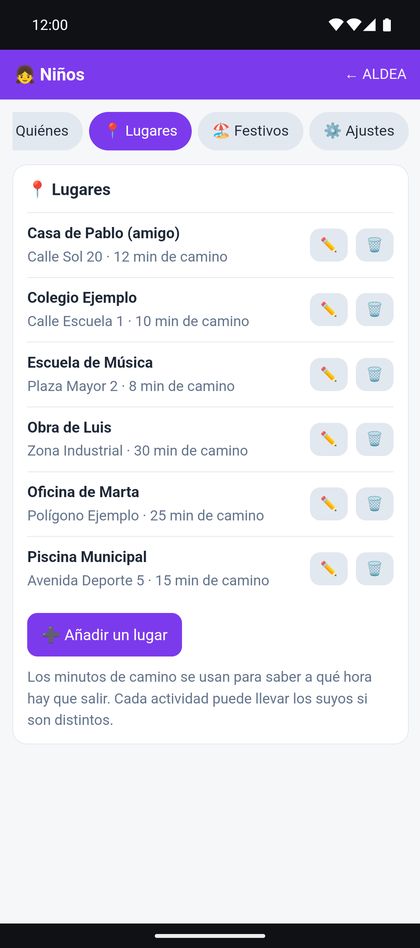 12:00
👧 Niños
← ALDEA
Quiénes
📍 Lugares
🏖️ Festivos
⚙️ Ajustes
📍 Lugares
Casa de Pablo (amigo)
Calle Sol 20 · 12 min de camino
Colegio Ejemplo
Calle Escuela 1 · 10 min de camino
Escuela de Música
Plaza Mayor 2 · 8 min de camino
Obra de Luis
Zona Industrial · 30 min de camino
Oficina de Marta
Polígono Ejemplo · 25 min de camino
Piscina Municipal
Avenida Deporte 5 · 15 min de camino
➕ Añadir un lugar
Los minutos de camino se usan para saber a qué hora
hay que salir. Cada actividad puede llevar los suyos si
son distintos.